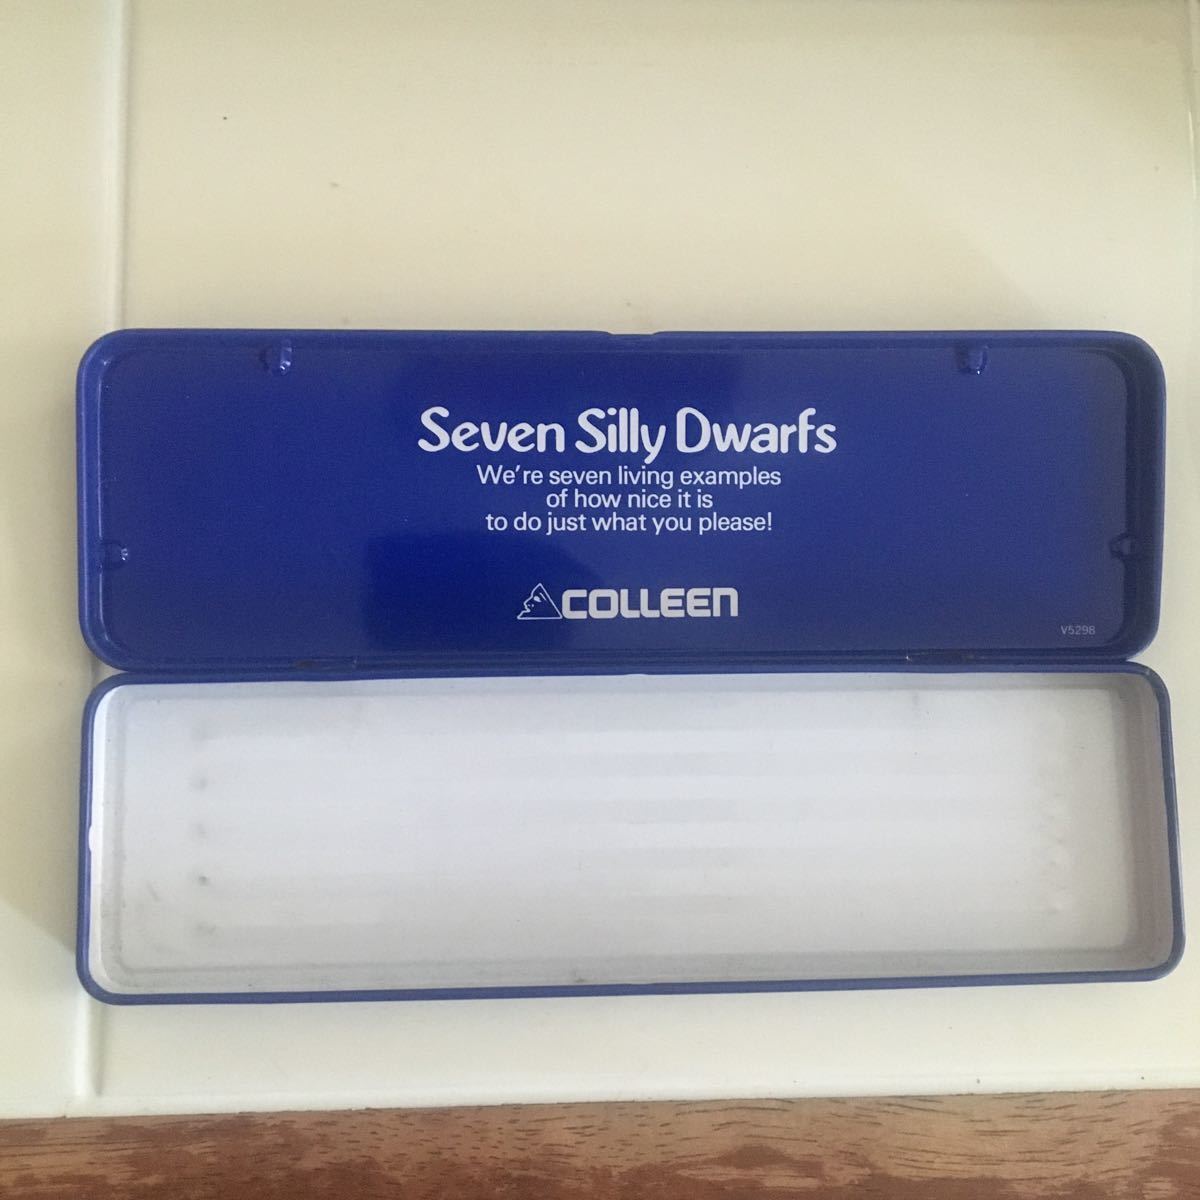 Seven Silly Dwarfs
We're seven living examples
of how nice it is
to do just what you please!
COLLEEN
V5298